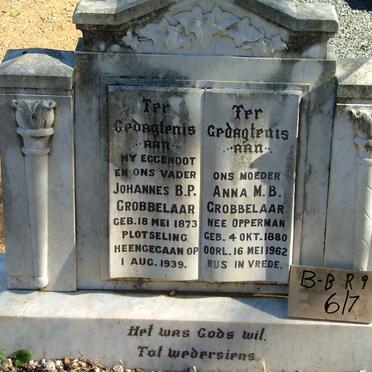 Ter
Gedagtenis
aan
MY EGGENOOT
EN ONS VADER
JOHANNES B.P.
GROBBELAAR
GEB. 18 MEI 1873
PLOTSELING
HEENGEGAAN OP
1 AUG. 1939.
Ter
Gedagtenis
aan
ONS MOEDER
ANNA M.B.
GROBBELAAR
NEE OPPERMAN
GEB. 4 OKT. 1880
OORL. 16 MEI 1962
RUS IN VREDE.
B-B R 9
6/7
Het was Gods wil.
Tot wedersiens.